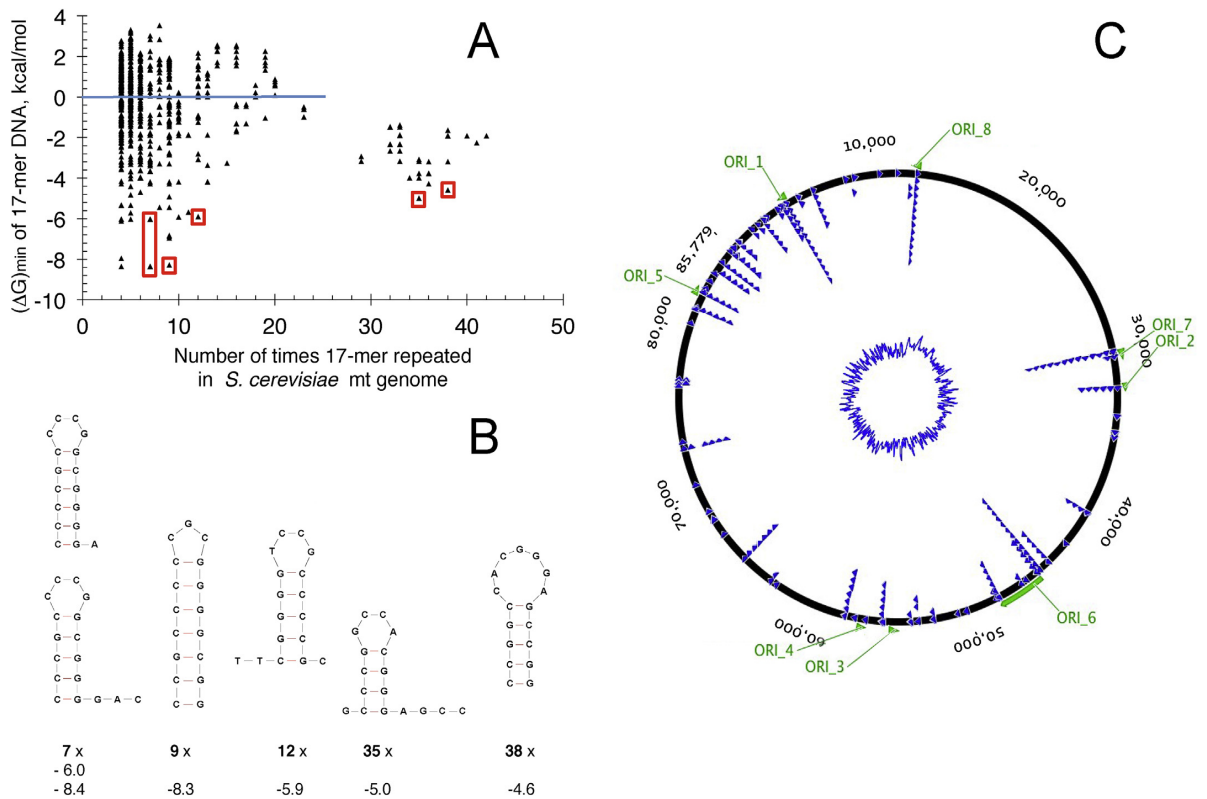 A
4
2
0
-2
-4
-6
-8
-10
(ΔG)min of 17-mer DNA, kcal/mol
0
10
20
30
40
50
Number of times 17-mer repeated
in S. cerevisiae mt genome
B
C C
C G
C G
G C
C G
C G
C G
C G A
C C
C G
C G
G C
C G
C G
C G G A C
G
C C
C G
C G
C G
C G
G C
C G
C G
C C
T G
G C
G C
G C
G C
T T C G C
C C
G A
G C
C G
C G
G C G A G C C
G G
C G
A A
C G
C C
G C
G C
C G
C G
7 x
- 6.0
- 8.4
9 x
-8.3
12 x
-5.9
35 x
-5.0
38 x
-4.6
C
ORI_8
10,000
ORI_1
20,000
85,779
ORI_5
80,000
30,000
ORI_7
ORI_2
70,000
40,000
ORI_6
60,000
50,000
ORI_4
ORI_3